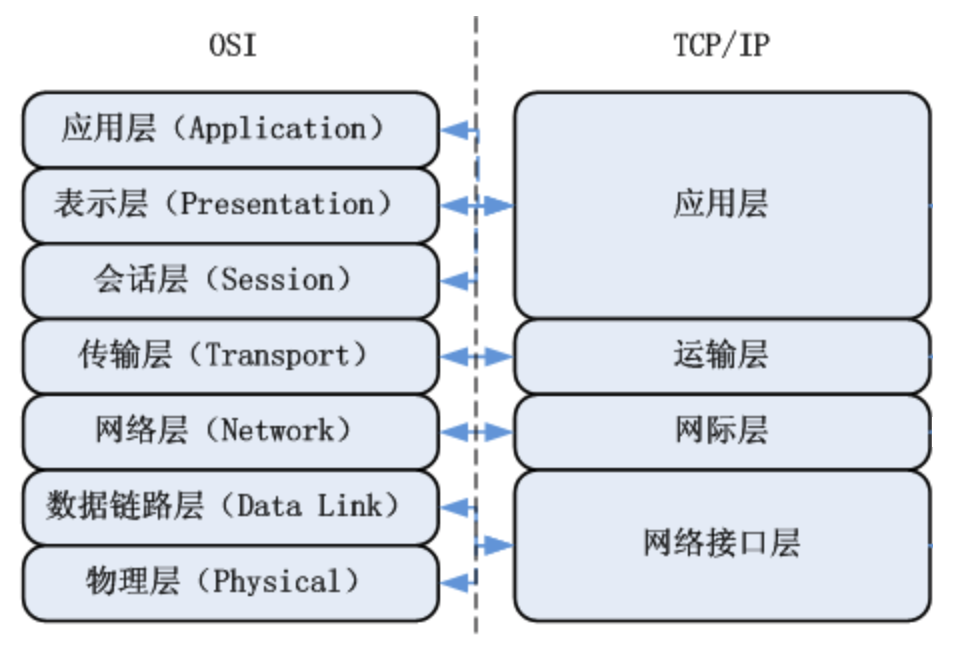 OSI
TCP/IP
应用层（Application）
表示层（Presentation）
会话层（Session）
传输层（Transport）
网络层（Network）
数据链路层（Data Link）
物理层（Physical）
应用层
运输层
网际层
网络接口层